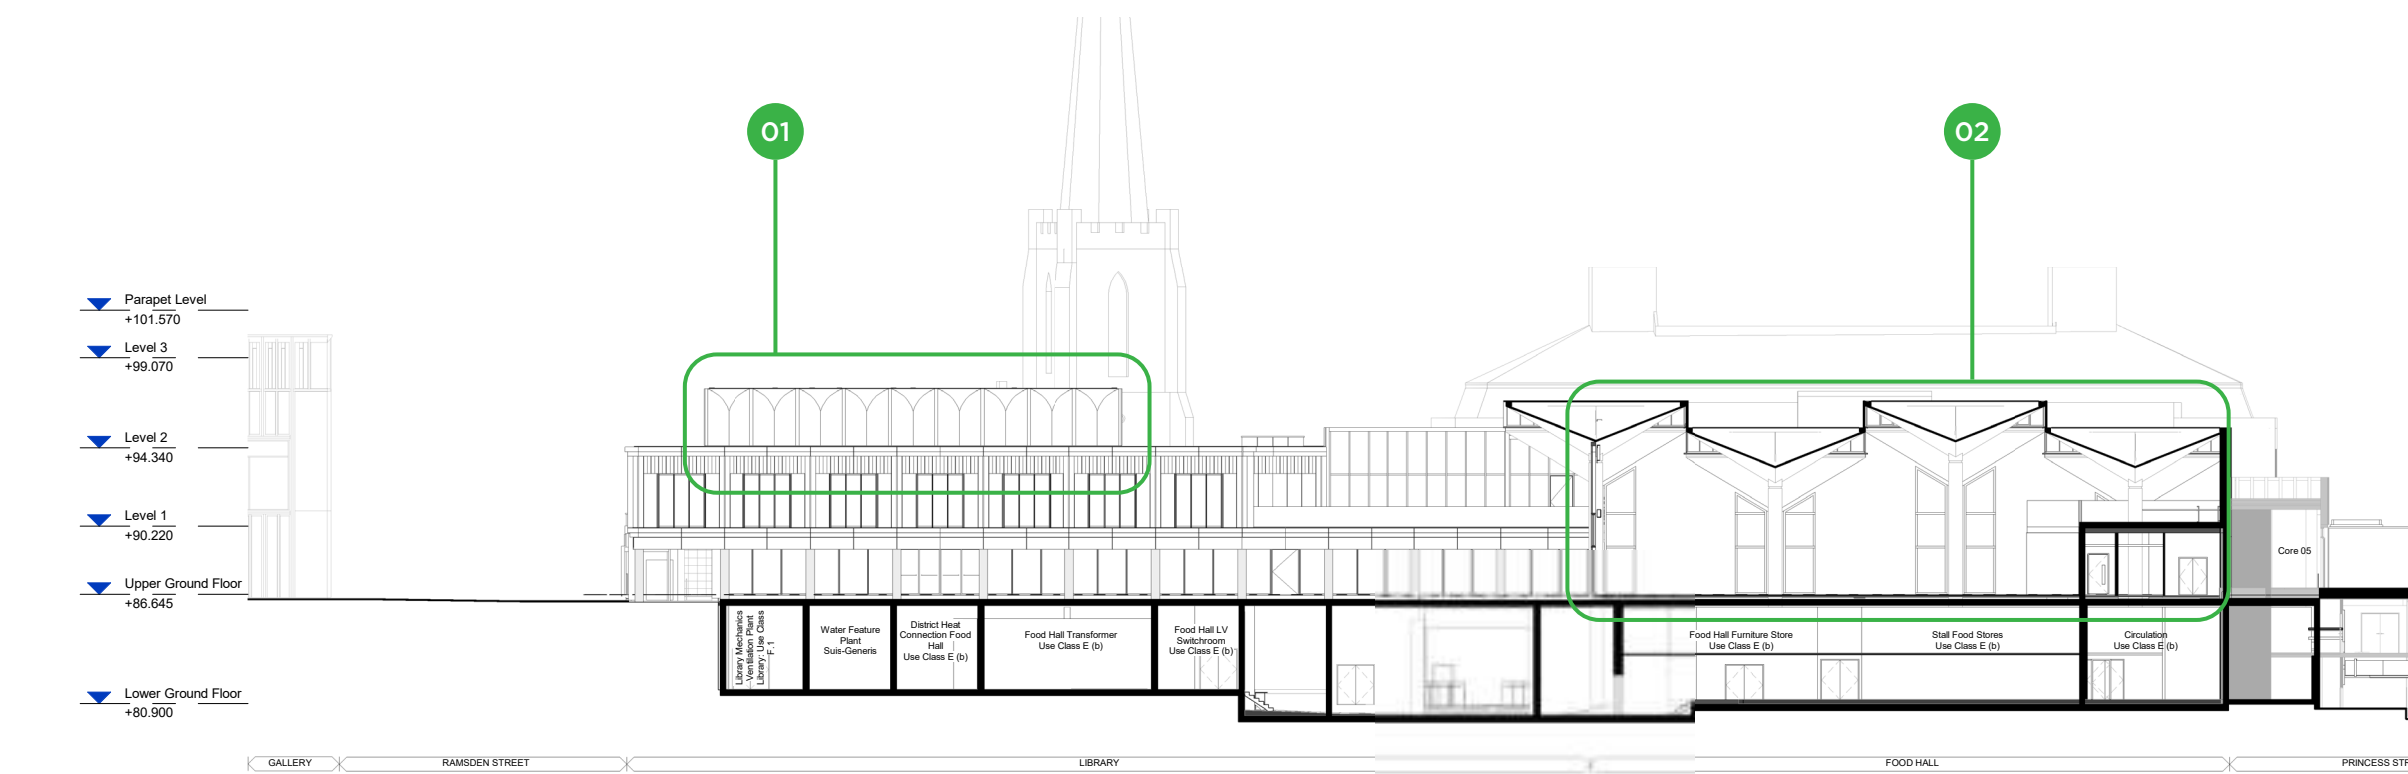 01
02
Parapet Level
+101.570
Level 3
+99.070
Level 2
+94.340
Level 1
+90.220
Upper Ground Floor
+86.645
Lower Ground Floor
+80.900
Core 05
Library Mechanics
Ventilation Plant
Library: Use Class
F.1
Water Feature
Plant
Suis-Generis
District Heat
Connection Food
Hall
Use Class E (b)
Food Hall Transformer
Use Class E (b)
Food Hall LV
Switchroom
Use Class E (b)
Food Hall Furniture Store
Use Class E (b)
Stall Food Stores
Use Class E (b)
Circulation
Use Class E (b)
GALLERY
RAMSDEN STREET
LIBRARY
FOOD HALL
PRINCESS